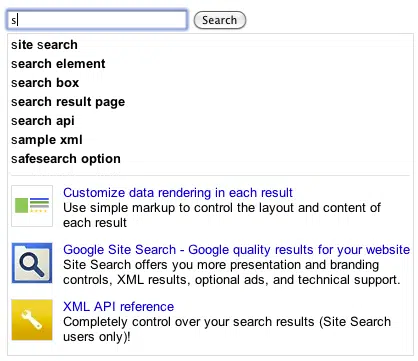 s Search
site search
search element
search box
search result page
search api
sample xml
safesearch option
Customize data rendering in each result
Use simple markup to control the layout and content of
each result
Google Site Search - Google quality results for your website
Site Search offers you more presentation and branding
controls, XML results, optional ads, and technical support.
XML API reference
Completely control over your search results (Site Search
users only)!